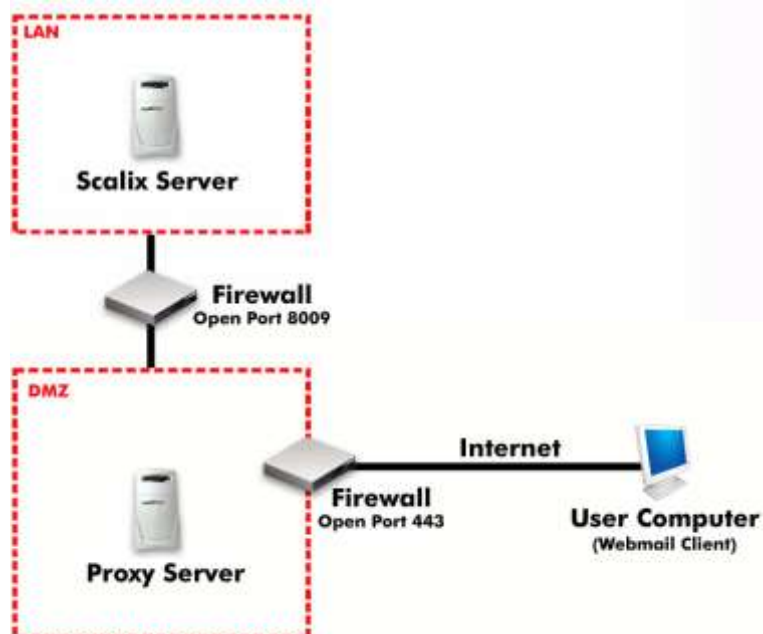 LAN
Scalix Server
Firewall
Open Port 8009
DMZ
Internet
Firewall
Open Port 443
User Computer
(Webmail Client)
Proxy Server